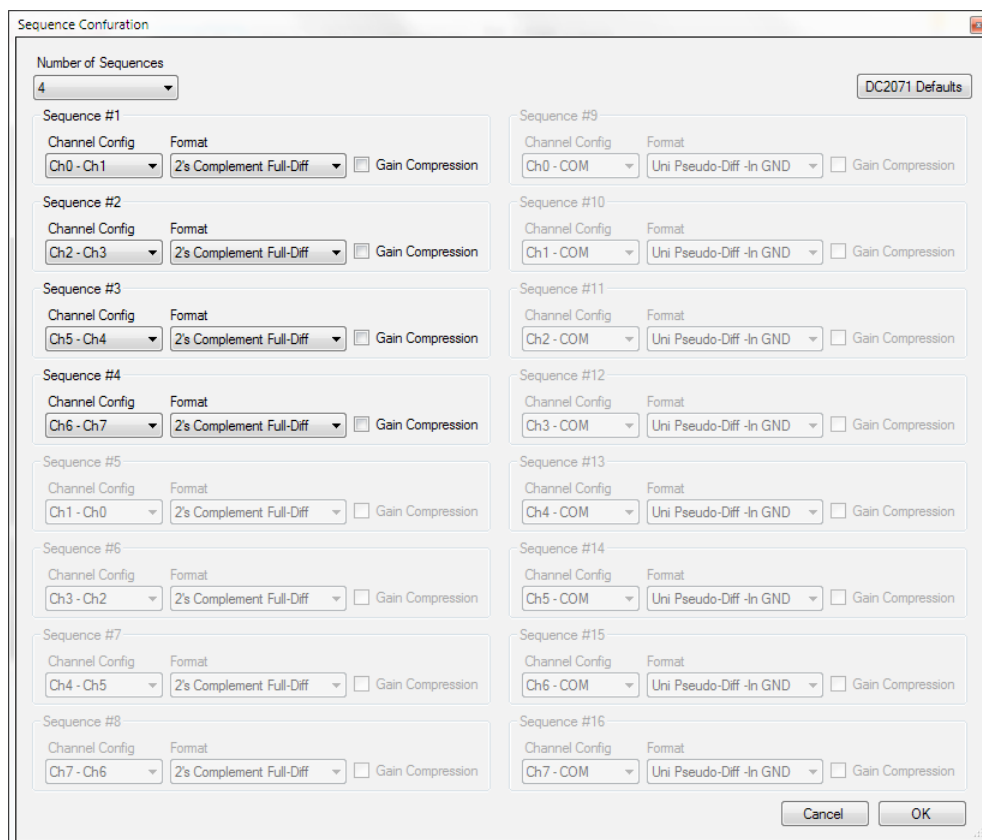 Sequence Confuration
Number of Sequences
4
DC2071 Defaults
Sequence #1
Channel Config Format
Ch0 - Ch1 2's Complement Full-Diff Gain Compression
Sequence #2
Channel Config Format
Ch2 - Ch3 2's Complement Full-Diff Gain Compression
Sequence #3
Channel Config Format
Ch5 - Ch4 2's Complement Full-Diff Gain Compression
Sequence #4
Channel Config Format
Ch6 - Ch7 2's Complement Full-Diff Gain Compression
Sequence #5
Channel Config Format
Ch1 - Ch0 2's Complement Full-Diff Gain Compression
Sequence #6
Channel Config Format
Ch3 - Ch2 2's Complement Full-Diff Gain Compression
Sequence #7
Channel Config Format
Ch4 - Ch5 2's Complement Full-Diff Gain Compression
Sequence #8
Channel Config Format
Ch7 - Ch6 2's Complement Full-Diff Gain Compression
Sequence #9
Channel Config Format
Ch0 - COM Uni Pseudo-Diff -In GND Gain Compression
Sequence #10
Channel Config Format
Ch1 - COM Uni Pseudo-Diff -In GND Gain Compression
Sequence #11
Channel Config Format
Ch2 - COM Uni Pseudo-Diff -In GND Gain Compression
Sequence #12
Channel Config Format
Ch3 - COM Uni Pseudo-Diff -In GND Gain Compression
Sequence #13
Channel Config Format
Ch4 - COM Uni Pseudo-Diff -In GND Gain Compression
Sequence #14
Channel Config Format
Ch5 - COM Uni Pseudo-Diff -In GND Gain Compression
Sequence #15
Channel Config Format
Ch6 - COM Uni Pseudo-Diff -In GND Gain Compression
Sequence #16
Channel Config Format
Ch7 - COM Uni Pseudo-Diff -In GND Gain Compression
Cancel OK